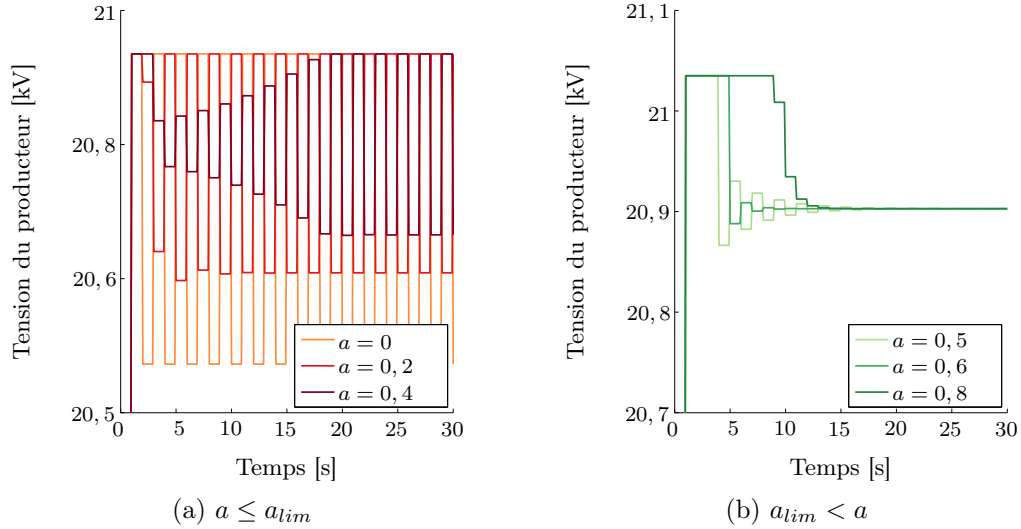 21
20,8
20,6
20,5
0 5 10 15 20 25 30
Tension du producteur [kV]
Temps [s]
a = 0
a = 0, 2
a = 0, 4
(a) a ≤ a_lim
21, 1
21
20,9
20,8
20,7
0 5 10 15 20 25 30
Tension du producteur [kV]
Temps [s]
a = 0, 5
a = 0, 6
a = 0, 8
(b) a_lim < a